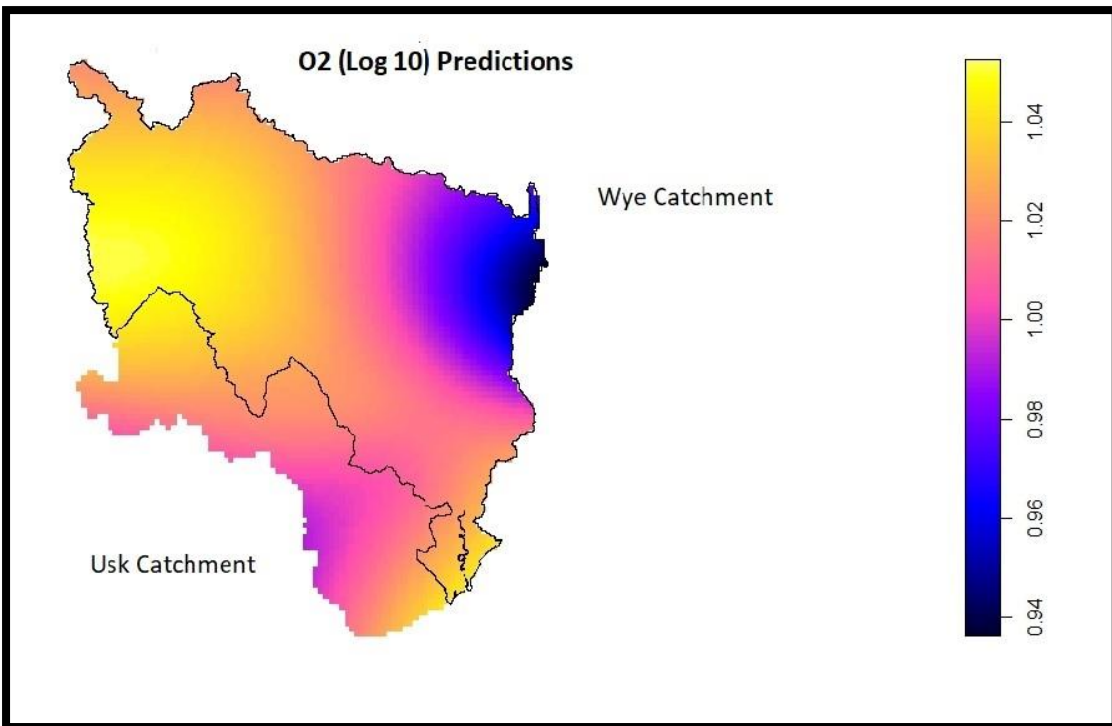 O2 (Log 10) Predictions
Wye Catchment
Usk Catchment
1.04
1.02
1.00
0.98
0.96
0.94